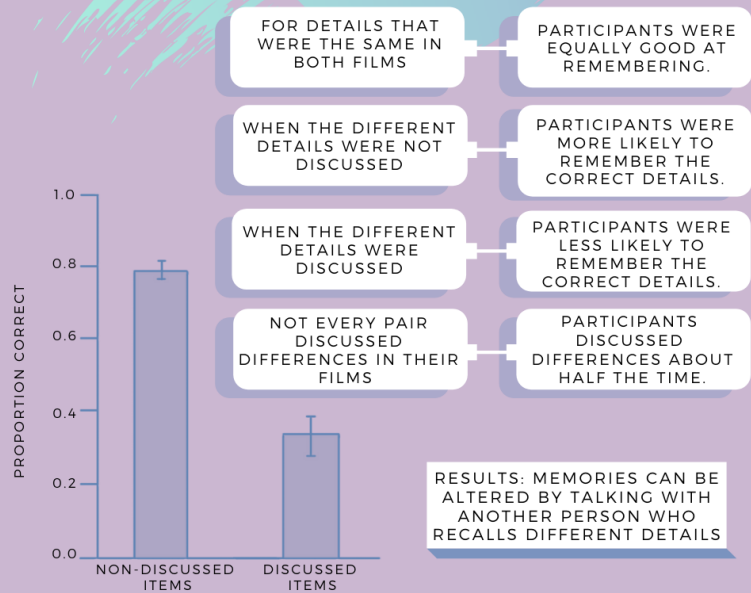 FOR DETAILS THAT
WERE THE SAME IN
BOTH FILMS
PARTICIPANTS WERE
EQUALLY GOOD AT
REMEMBERING.
WHEN THE DIFFERENT
DETAILS WERE NOT
DISCUSSED
PARTICIPANTS WERE
MORE LIKELY TO
REMEMBER THE
CORRECT DETAILS.
WHEN THE DIFFERENT
DETAILS WERE
DISCUSSED
PARTICIPANTS WERE
LESS LIKELY TO
REMEMBER THE
CORRECT DETAILS.
NOT EVERY PAIR
DISCUSSED
DIFFERENCES IN THEIR
FILMS
PARTICIPANTS
DISCUSSED
DIFFERENCES ABOUT
HALF THE TIME.
PROPORTION CORRECT
1.0
0.8
0.6
0.4
0.2
0.0
NON-DISCUSSED
ITEMS
DISCUSSED
ITEMS
RESULTS: MEMORIES CAN BE
ALTERED BY TALKING WITH
ANOTHER PERSON WHO
RECALLS DIFFERENT DETAILS